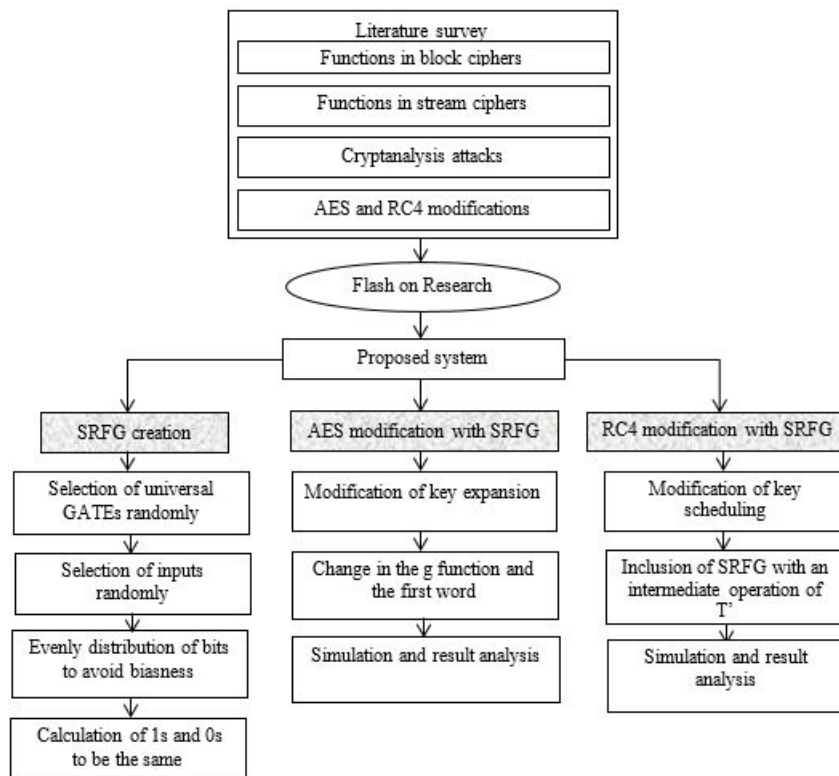 Literature survey
Functions in block ciphers
Functions in stream ciphers
Cryptanalysis attacks
AES and RC4 modifications
Flash on Research
Proposed system
SRFG creation
Selection of universal
GATEs randomly
Selection of inputs
randomly
Evenly distribution of bits
to avoid biasness
Calculation of 1s and 0s
to be the same
AES modification with SRFG
Modification of key expansion
Change in the g function and
the first word
Simulation and result analysis
RC4 modification with SRFG
Modification of key
scheduling
Inclusion of SRFG with an
intermediate operation of
T’
Simulation and result
analysis